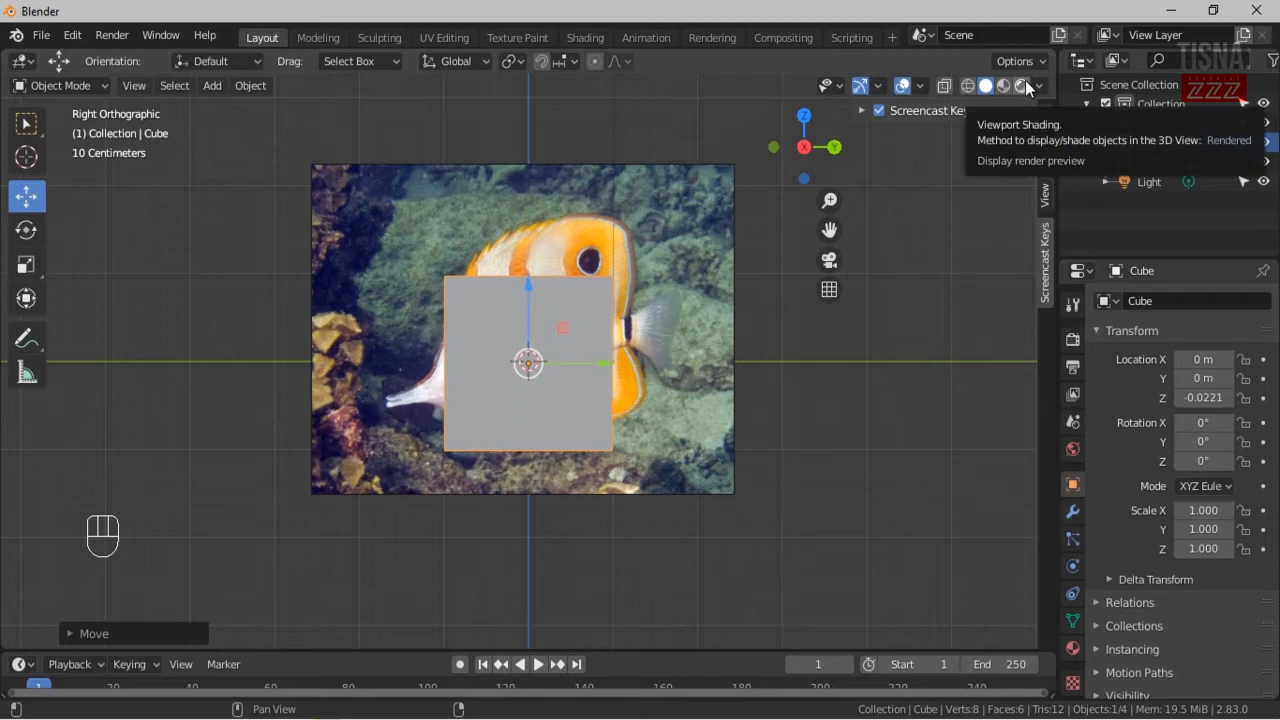 Blender
File Edit Render Window Help Layout Modeling Sculpting UV Editing Texture Paint Shading Animation Rendering Compositing Scripting + Scene View Layer
Orientation: Default Drag: Select Box Global Options
TISNA
Object Mode View Select Add Object Scene Collection
ZZZ
Collection
Right Orthographic
(1) Collection | Cube
10 Centimeters
Screencast Key
Viewport Shading.
Method to display/shade objects in the 3D View: Rendered
Display render preview
Z
X
Y
Light
View
Screencast Keys
Cube
Cube
Transform
Location X 0 m
Y 0 m
Z -0.0221
Rotation X 0°
Y 0°
Z 0°
Mode XYZ Eule
Scale X 1.000
Y 1.000
Z 1.000
Delta Transform
Relations
Collections
Instancing
Motion Paths
Visibility
Move
Playback Keying View Marker 1 Start 1 End 250
1 20 40 60 80 100 120 140 160 180 200 220 240
Pan View
Collection | Cube | Verts:8 | Faces:6 | Tris:12 | Objects:1/4 | Mem: 19.5 MiB | 2.83.0